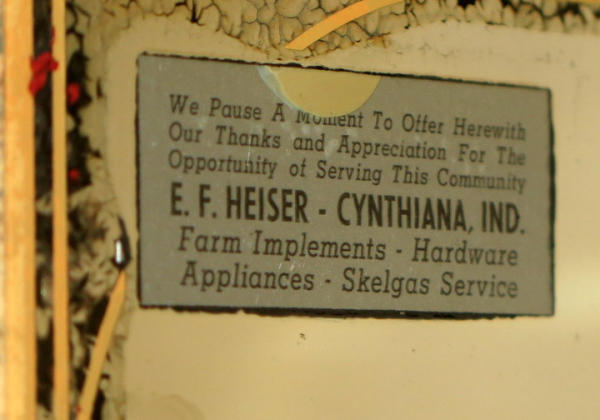 We Pause A Moment To Offer Herewith
Our Thanks and Appreciation For The
Opportunity of Serving This Community
E. F. HEISER - CYNTHIANA, IND.
Farm Implements - Hardware
Appliances - Skelgas Service